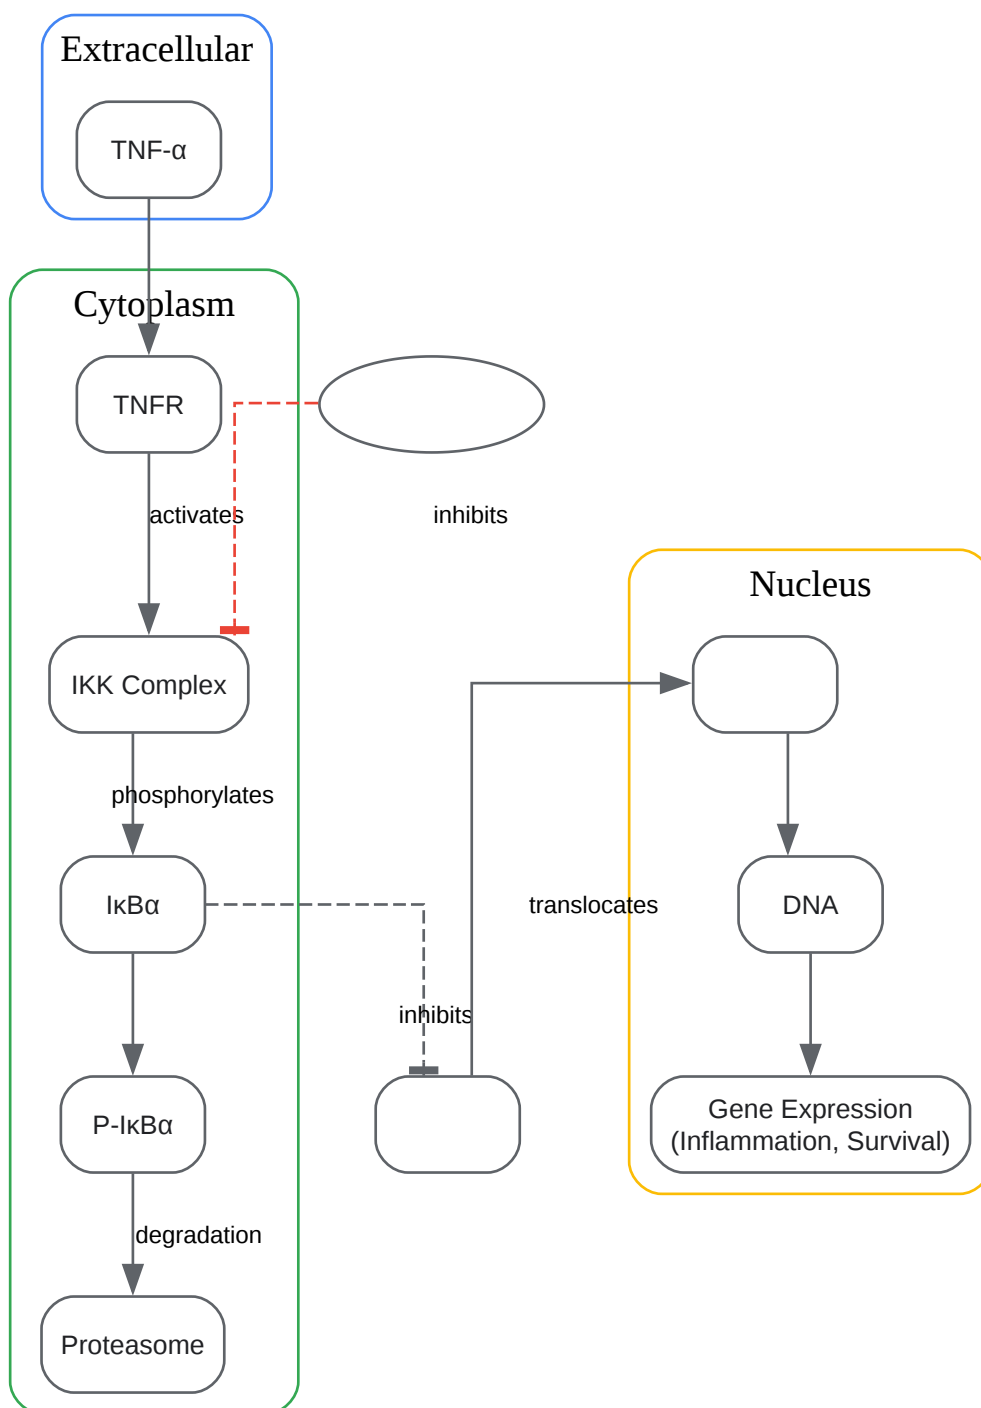 Extracellular
TNF-α
Cytoplasm
TNFR
activates
inhibits
Nucleus
IKK Complex
phosphorylates
IκBα
translocates
DNA
inhibits
P-IκBα
Gene Expression
(Inflammation, Survival)
degradation
Proteasome